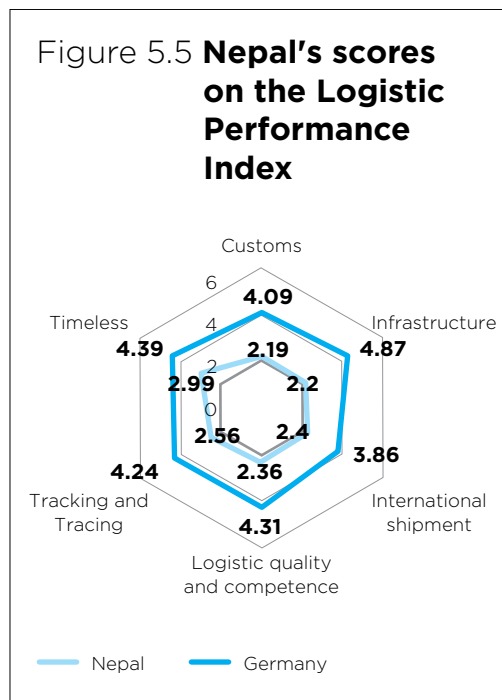 Figure 5.5 Nepal's scores
on the Logistic
Performance
Index
Customs
6
4.09
4
Timeless
Infrastructure
4.39
4.87
2.19
2
2.99
2.2
0
2.56
2.4
3.86
4.24
2.36
Tracking and
Tracing
International
shipment
4.31
Logistic quality
and competence
Nepal
Germany